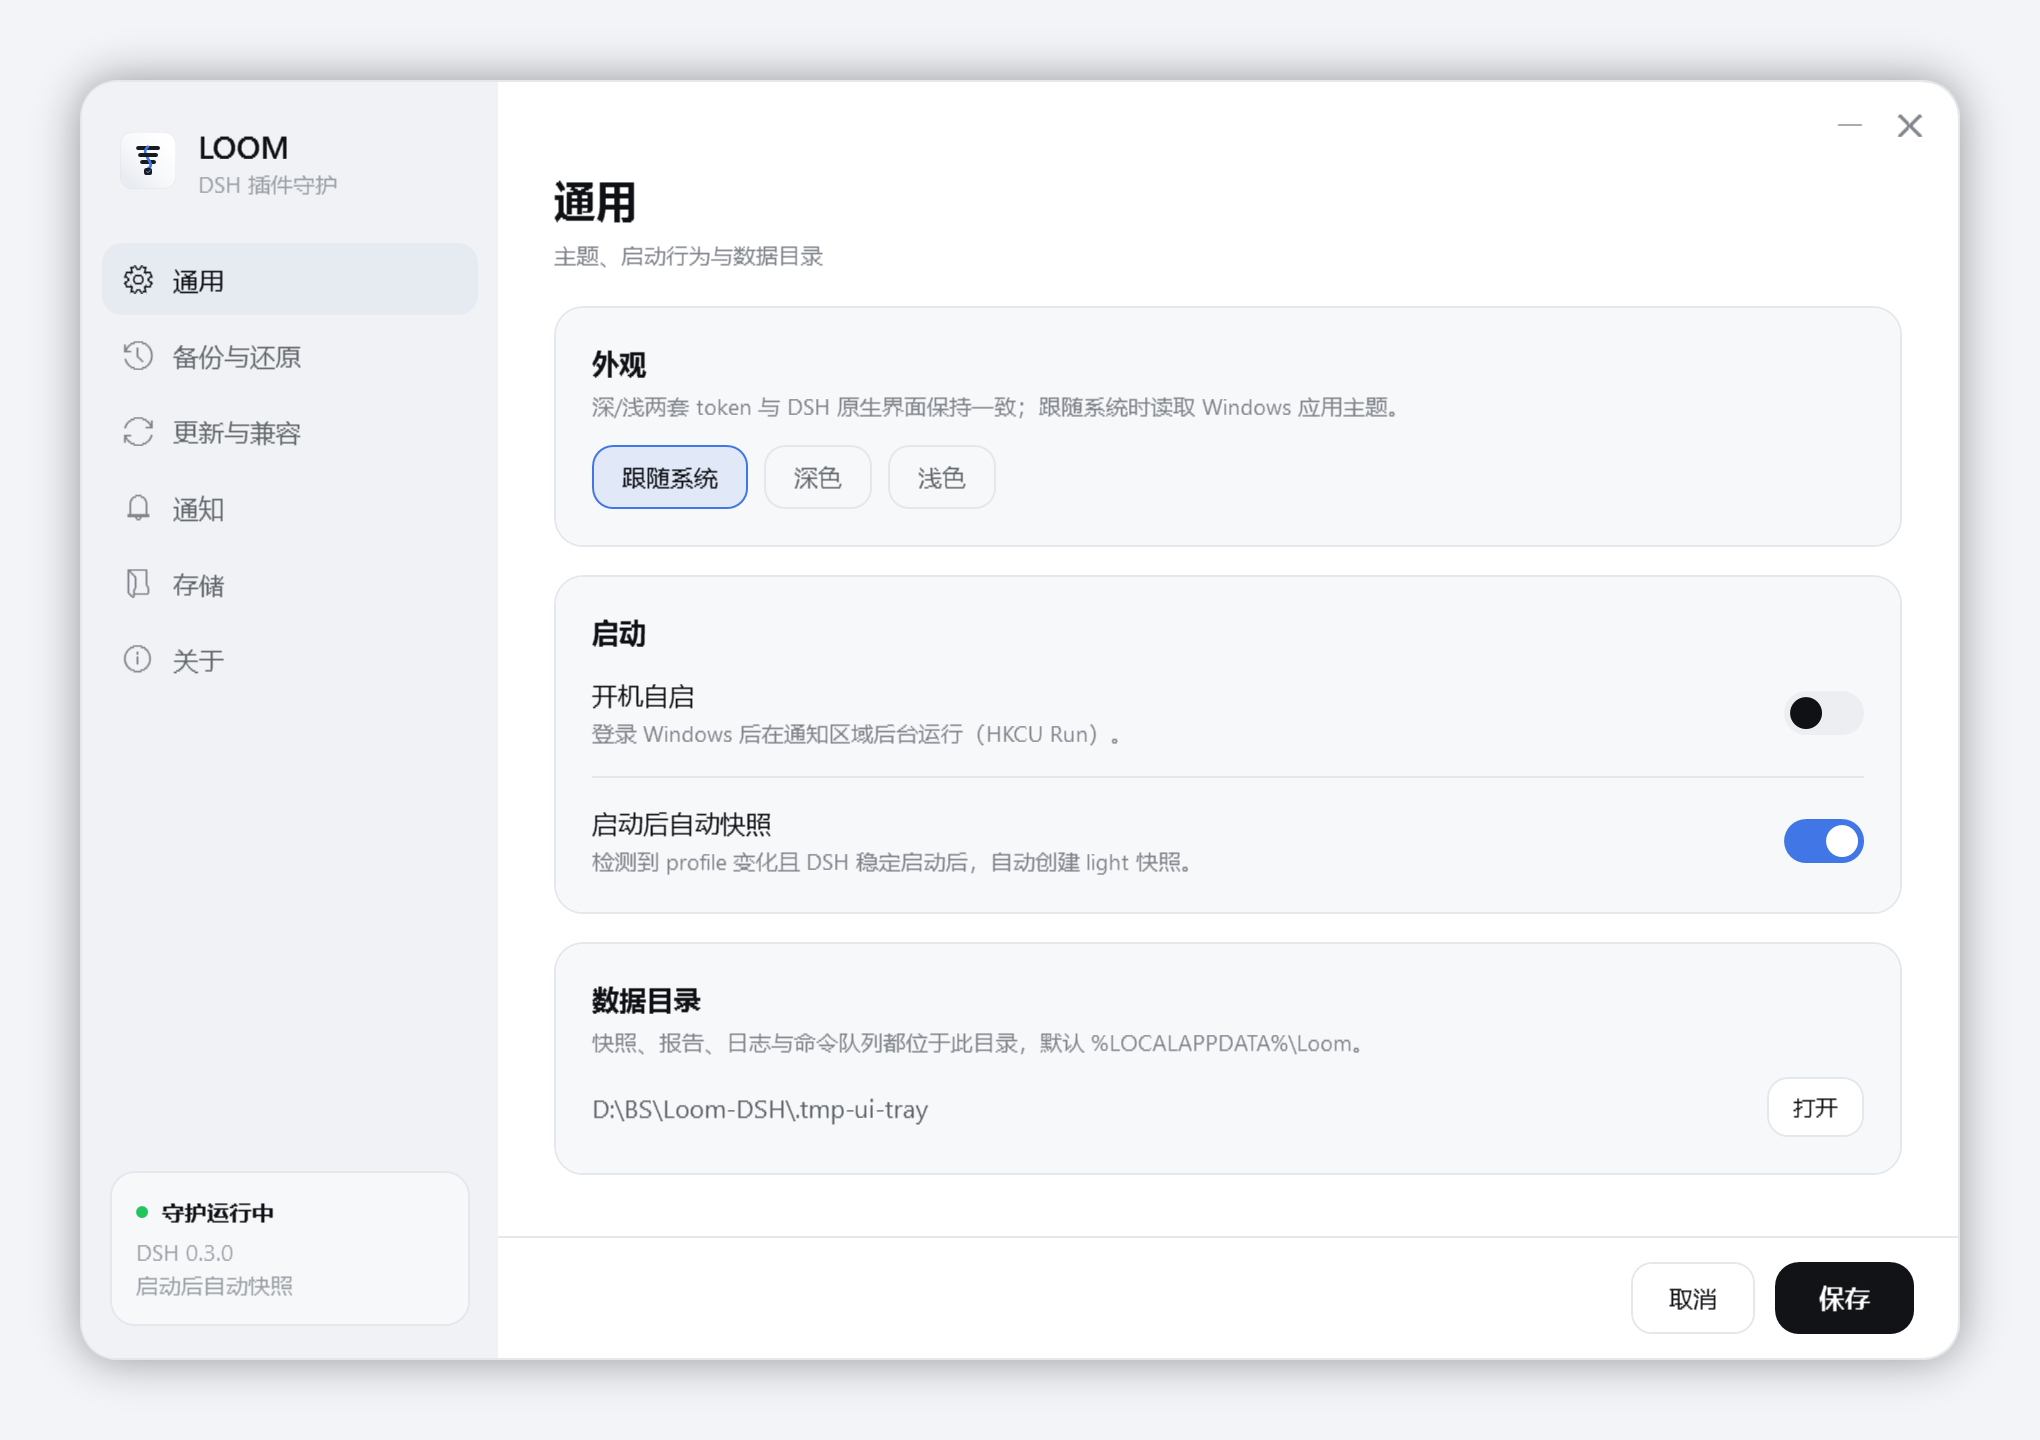 LOOM
DSH 插件守护
通用
备份与还原
更新与兼容
通知
存储
关于
守护运行中
DSH 0.3.0
启动后自动快照
通用
主题、启动行为与数据目录
外观
深/浅两套 token 与 DSH 原生界面保持一致；跟随系统时读取 Windows 应用主题。
跟随系统
深色
浅色
启动
开机自启
登录 Windows 后在通知区域后台运行（HKCU Run）。
启动后自动快照
检测到 profile 变化且 DSH 稳定启动后，自动创建 light 快照。
数据目录
快照、报告、日志与命令队列都位于此目录，默认 %LOCALAPPDATA%\Loom。
D:\BS\Loom-DSH\.tmp-ui-tray
打开
取消
保存